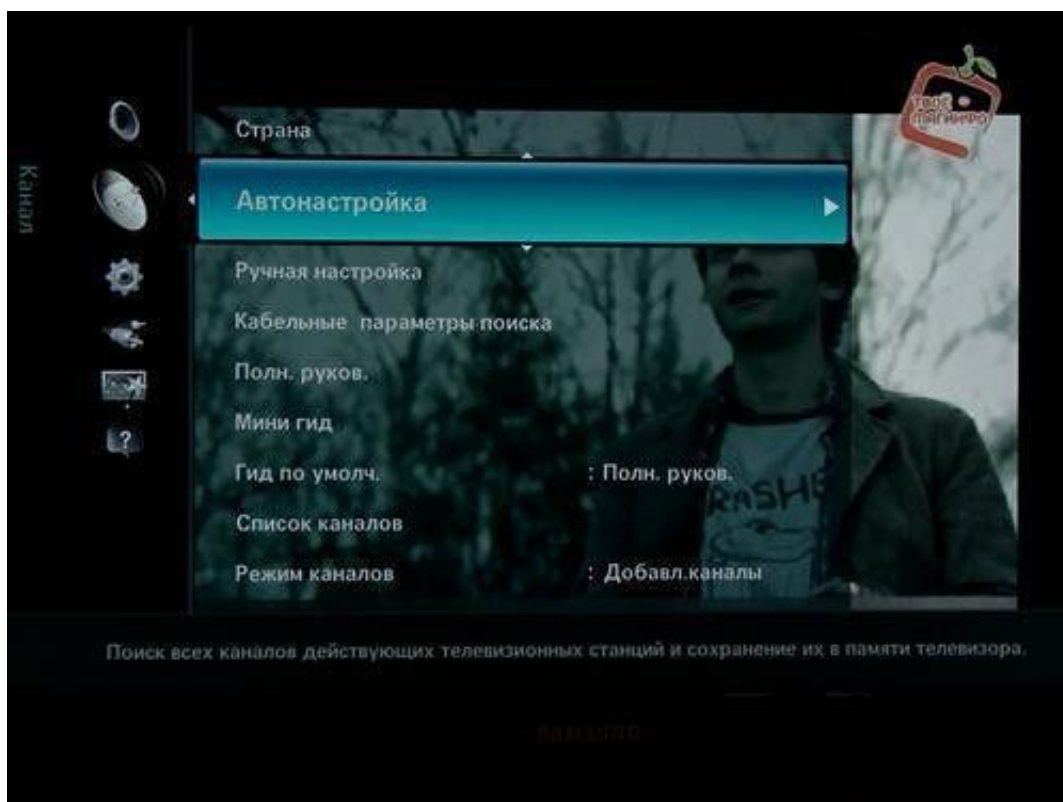 Канал
Страна
Автонастройка
Ручная настройка
Кабельные параметры поиска
Полн. руков.
Мини гид
Гид по умолч. : Полн. руков.
Список каналов
Режим каналов : Добавл.каналы
Поиск всех каналов действующих телевизионных станций и сохранение их в памяти телевизора.
SAMSUNG
?